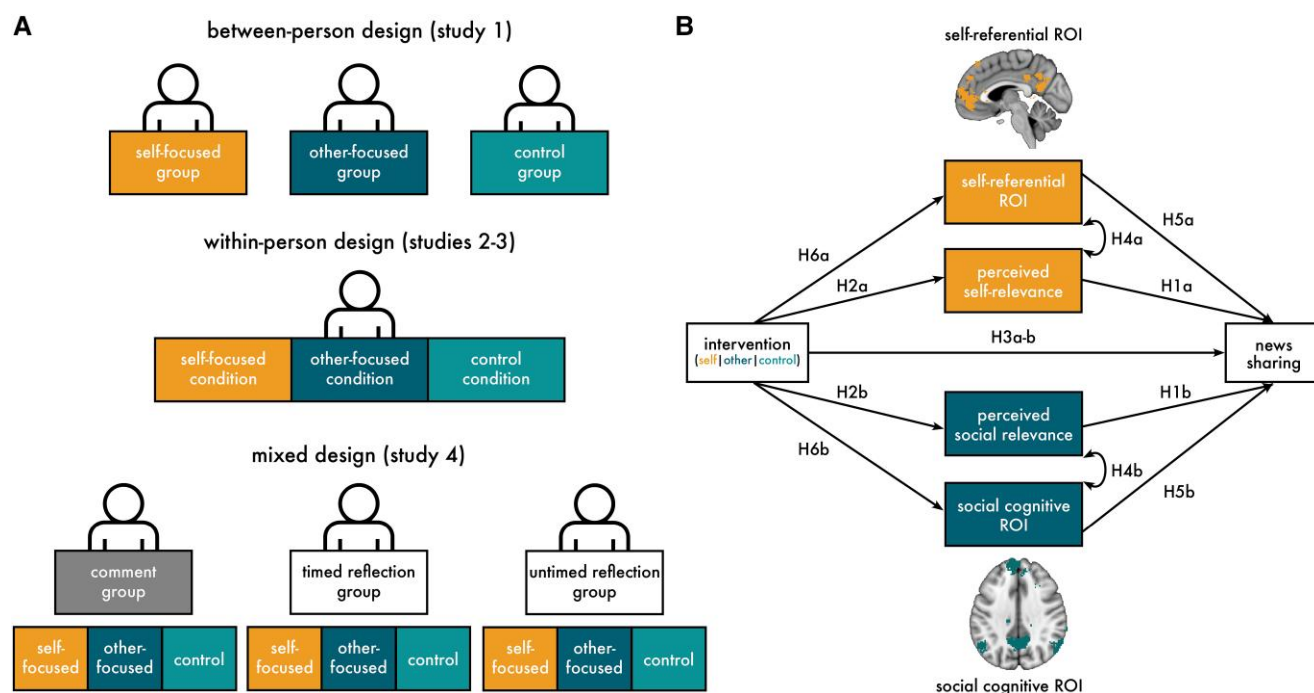 A
between-person design (study 1)
self-focused
group
other-focused
group
control
group
within-person design (studies 2-3)
self-focused
condition
other-focused
condition
control
condition
mixed design (study 4)
comment
group
timed reflection
group
untimed reflection
group
self-
focused
other-
focused
control
self-
focused
other-
focused
control
self-
focused
other-
focused
control
B
self-referential ROI
self-referential
ROI
H5a
H4a
H6a
H2a
perceived
self-relevance
H1a
intervention
(self|other|control)
H3a-b
news
sharing
H2b
perceived
social relevance
H1b
H6b
H4b
H5b
social cognitive
ROI
social cognitive ROI